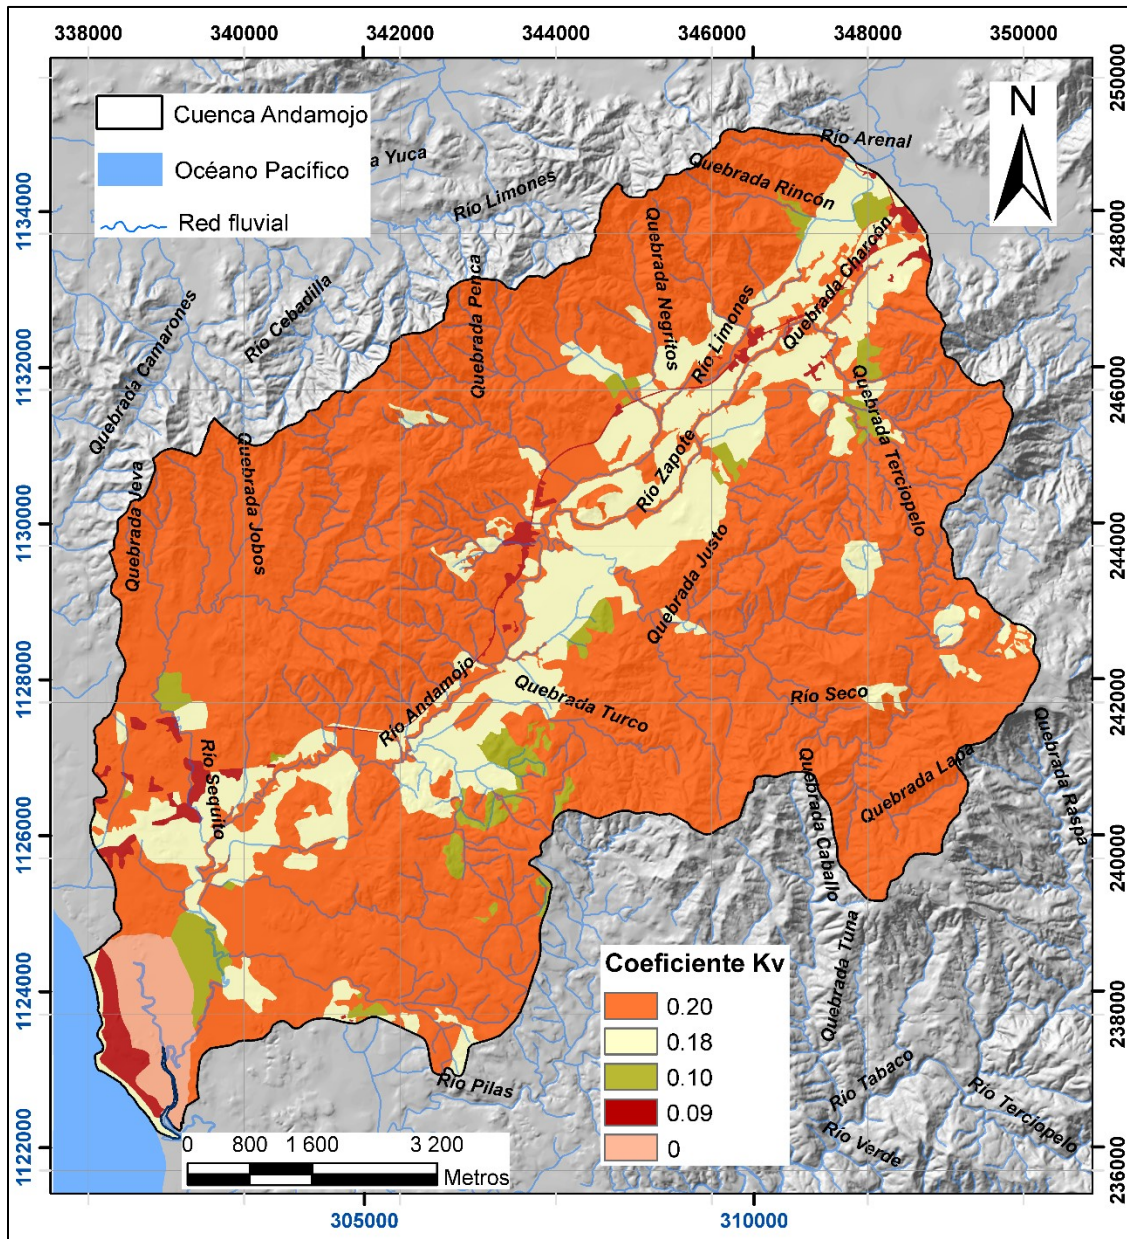 338000 340000 342000 344000 346000 348000 350000
Cuenca Andamojo
Océano Pacífico
Red fluvial
N
a Yuca
Río Limones
Río Arenal
Quebrada Rincón
Quebrada Charcón
Quebrada Negritos
Río Limones
Quebrada Penca
Río Cebadilla
Quebrada Camarones
Quebrada Jeva
Quebrada Jobos
Río Zapote
Quebrada Terciopelo
Quebrada Justo
Río Andamojo
Quebrada Turco
Río Seco
Río Sequito
Quebrada Lapa
Quebrada Raspa
Quebrada Caballo
Quebrada Tuna
Río Tabaco
Río Terciopelo
Río Verde
Río Pilas
Coeficiente Kv
0.20
0.18
0.10
0.09
0
0 800 1 600 3 200
Metros
1134000
1132000
1130000
1128000
1126000
1124000
1122000
250000
248000
246000
244000
242000
240000
238000
236000
305000 310000